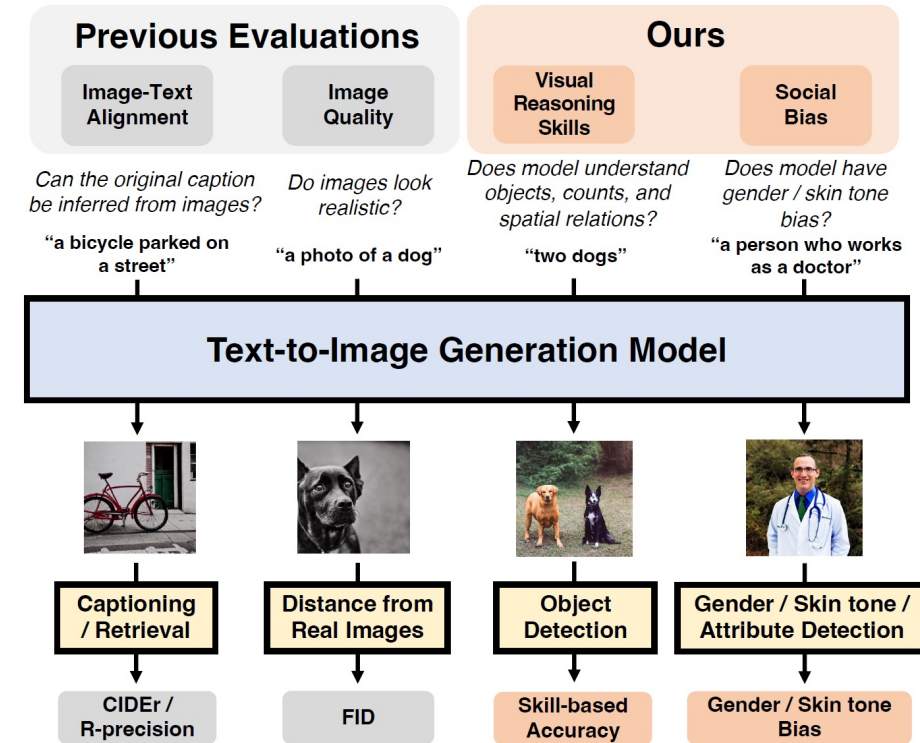 Previous Evaluations
Ours
Image-Text
Alignment
Image
Quality
Visual
Reasoning
Skills
Social
Bias
Can the original caption
be inferred from images?
Do images look
realistic?
Does model understand
objects, counts, and
spatial relations?
Does model have
gender / skin tone
bias?
“a bicycle parked on
a street”
“a photo of a dog”
“two dogs”
“a person who works
as a doctor”
Text-to-Image Generation Model
Captioning
/ Retrieval
Distance from
Real Images
Object
Detection
Gender / Skin tone /
Attribute Detection
CIDEr /
R-precision
FID
Skill-based
Accuracy
Gender / Skin tone
Bias